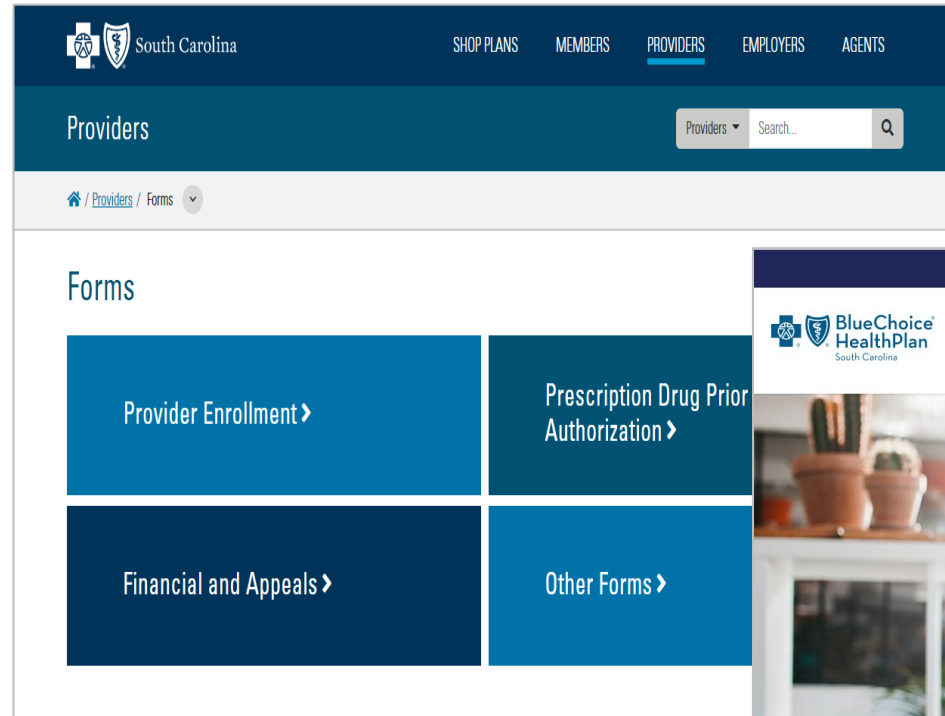 South Carolina
SHOP PLANS MEMBERS PROVIDERS EMPLOYERS AGENTS
Providers
Providers Search...
/ Providers / Forms
Forms
Provider Enrollment
Prescription Drug Prior
Authorization
Financial and Appeals
Other Forms
BlueChoice®
HealthPlan
South Carolina